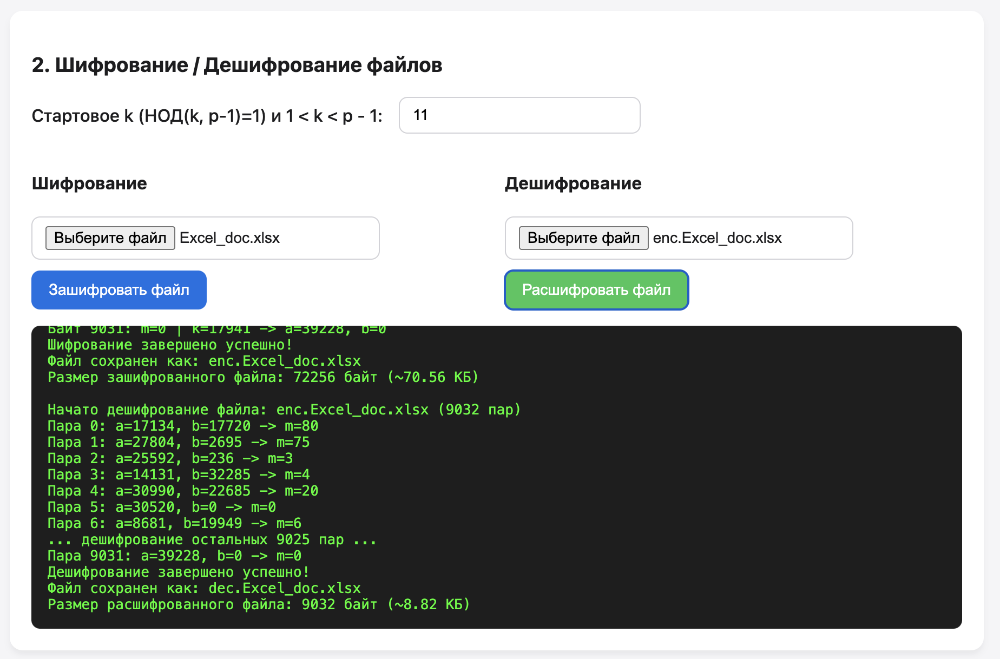 2. Шифрование / Дешифрование файлов
Стартовое k (НОД(k, p-1)=1) и 1 < k < p - 1:
11
Шифрование
Выберите файл Excel_doc.xlsx
Зашифровать файл
Дешифрование
Выберите файл enc.Excel_doc.xlsx
Расшифровать файл
Байт 9031: m=0 | k=17941 -> a=39228, b=0
Шифрование завершено успешно!
Файл сохранен как: enc.Excel_doc.xlsx
Размер зашифрованного файла: 72256 байт (~70.56 КБ)
Начато дешифрование файла: enc.Excel_doc.xlsx (9032 пар)
Пара 0: a=17134, b=17720 -> m=80
Пара 1: a=27804, b=2695 -> m=75
Пара 2: a=25592, b=236 -> m=3
Пара 3: a=14131, b=32285 -> m=4
Пара 4: a=30990, b=22685 -> m=20
Пара 5: a=30520, b=0 -> m=0
Пара 6: a=8681, b=19949 -> m=6
... дешифрование остальных 9025 пар ...
Пара 9031: a=39228, b=0 -> m=0
Дешифрование завершено успешно!
Файл сохранен как: dec.Excel_doc.xlsx
Размер расшифрованного файла: 9032 байт (~8.82 КБ)